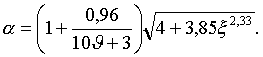 α = (1 + 0,96 / (10ϑ + 3)) √(4 + 3,85ξ^2,33).